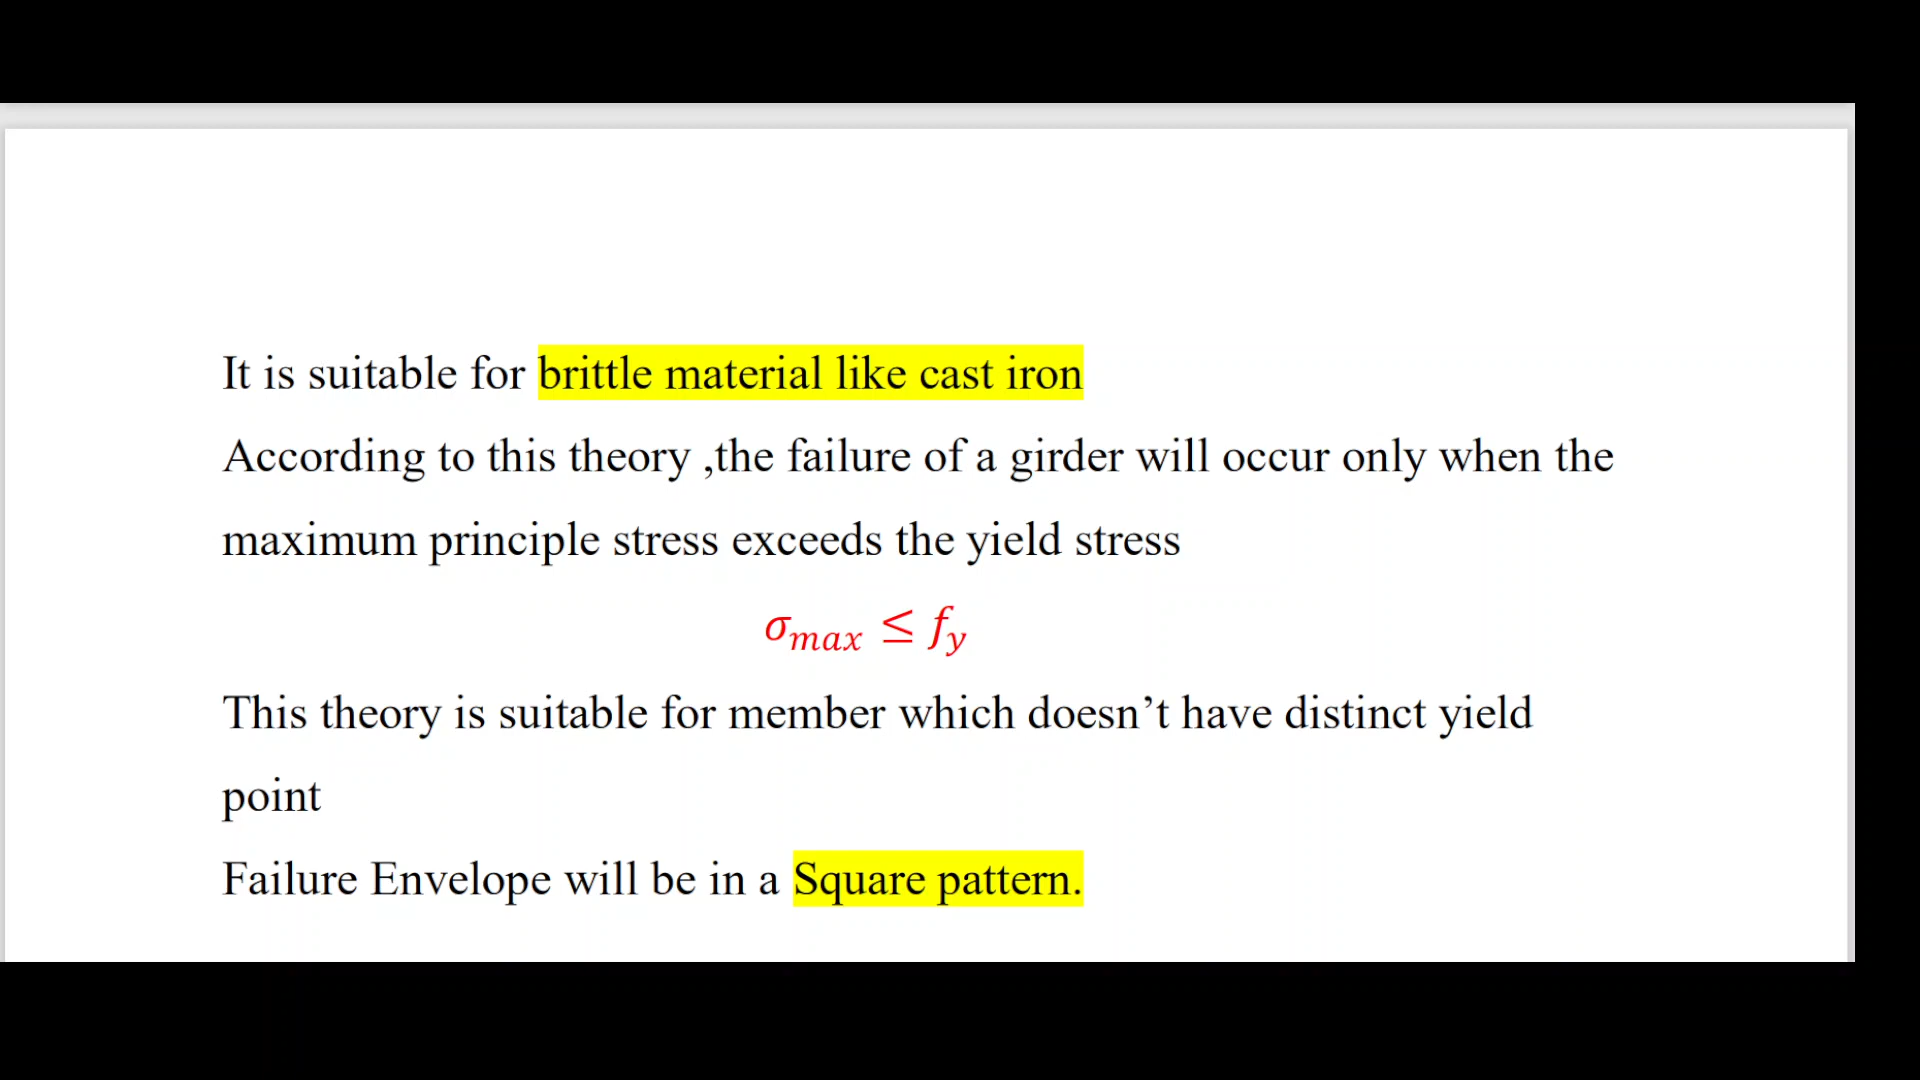 It is suitable for brittle material like cast iron
According to this theory ,the failure of a girder will occur only when the
maximum principle stress exceeds the yield stress
σmax ≤ fy
This theory is suitable for member which doesn’t have distinct yield
point
Failure Envelope will be in a Square pattern.